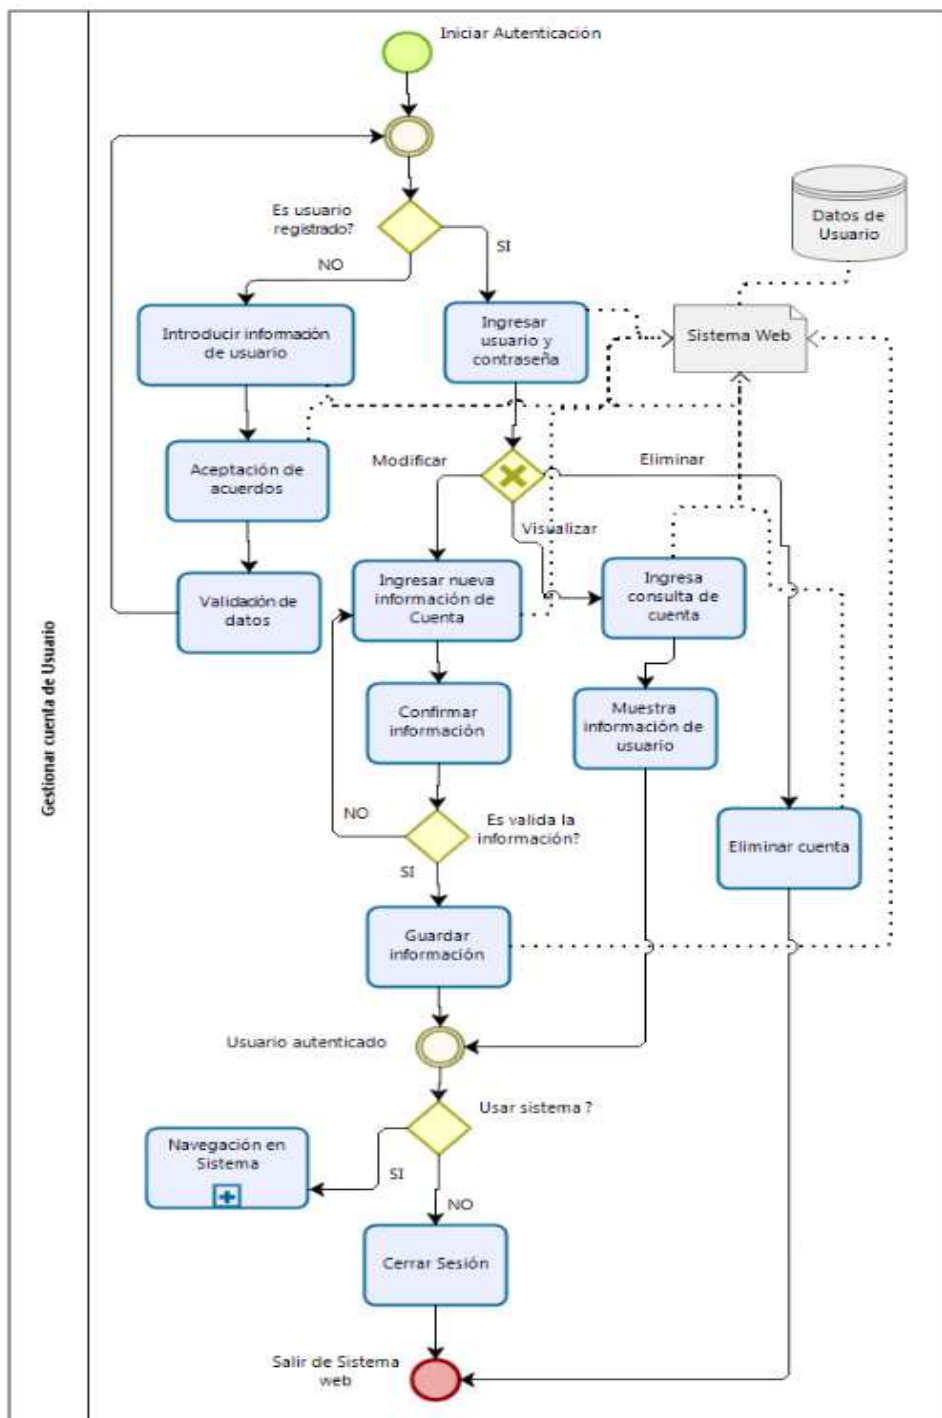 Iniciar Autenticación
Es usuario
registrado?
SI
NO
Datos de
Usuario
Introducir información
de usuario
Ingresar
usuario y
contraseña
Sistema Web
Aceptación de
acuerdos
Modificar
Eliminar
Visualizar
Validación de
datos
Ingresar nueva
información de
Cuenta
Ingresa
consulta de
cuenta
Confirmar
información
Muestra
información de
usuario
NO
Es valida la
información?
SI
Eliminar cuenta
Guardar
información
Usuario autenticado
Usar sistema ?
Navegación en
Sistema
SI
NO
Cerrar Sesión
Salir de Sistema
web
Gestionar cuenta de Usuario